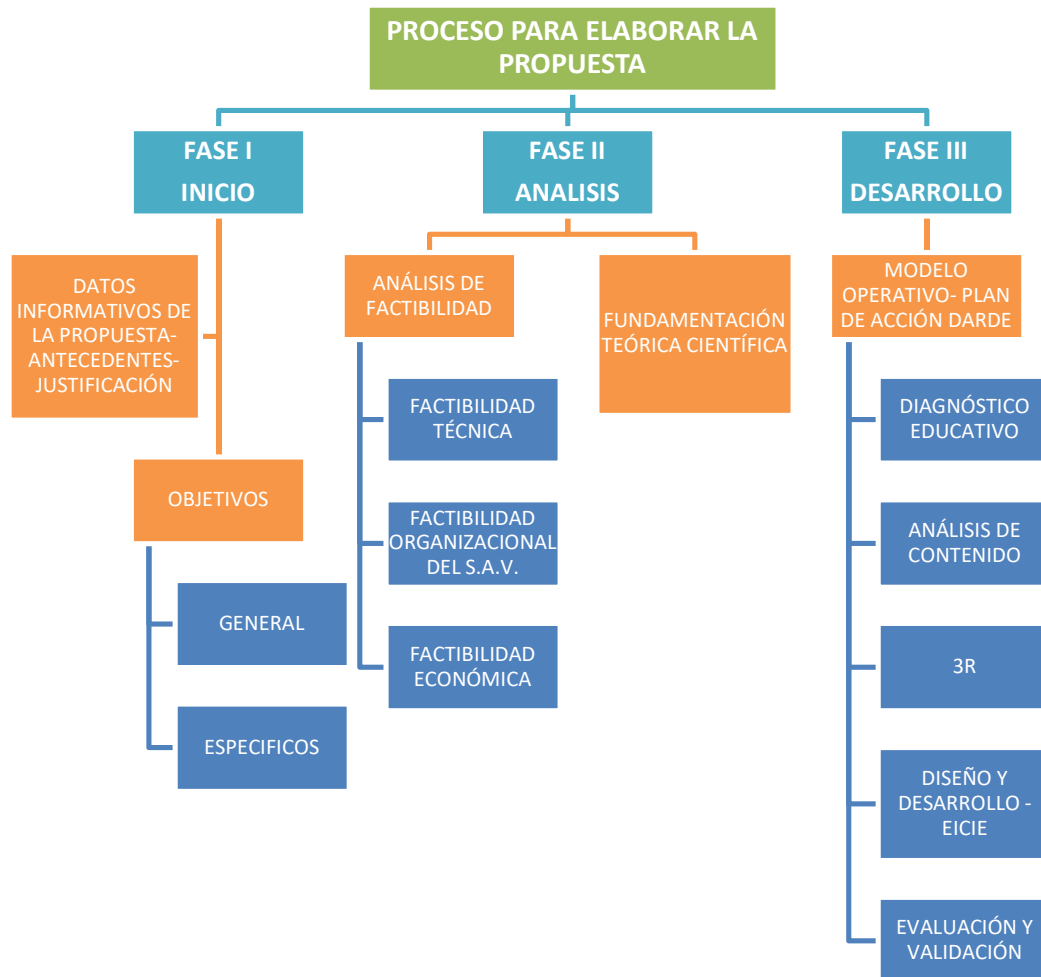 PROCESO PARA ELABORAR LA
PROPUESTA
FASE I
INICIO
DATOS
INFORMATIVOS DE
LA PROPUESTA-
ANTECEDENTES-
JUSTIFICACIÓN
OBJETIVOS
GENERAL
ESPECIFICOS
FASE II
ANALISIS
ANÁLISIS DE
FACTIBILIDAD
FACTIBILIDAD
TÉCNICA
FACTIBILIDAD
ORGANIZACIONAL
DEL S.A.V.
FACTIBILIDAD
ECONÓMICA
FUNDAMENTACIÓN
TEÓRICA CIENTÍFICA
FASE III
DESARROLLO
MODELO
OPERATIVO- PLAN
DE ACCIÓN DARDE
DIAGNÓSTICO
EDUCATIVO
ANÁLISIS DE
CONTENIDO
3R
DISEÑO Y
DESARROLLO -
EICIE
EVALUACIÓN Y
VALIDACIÓN